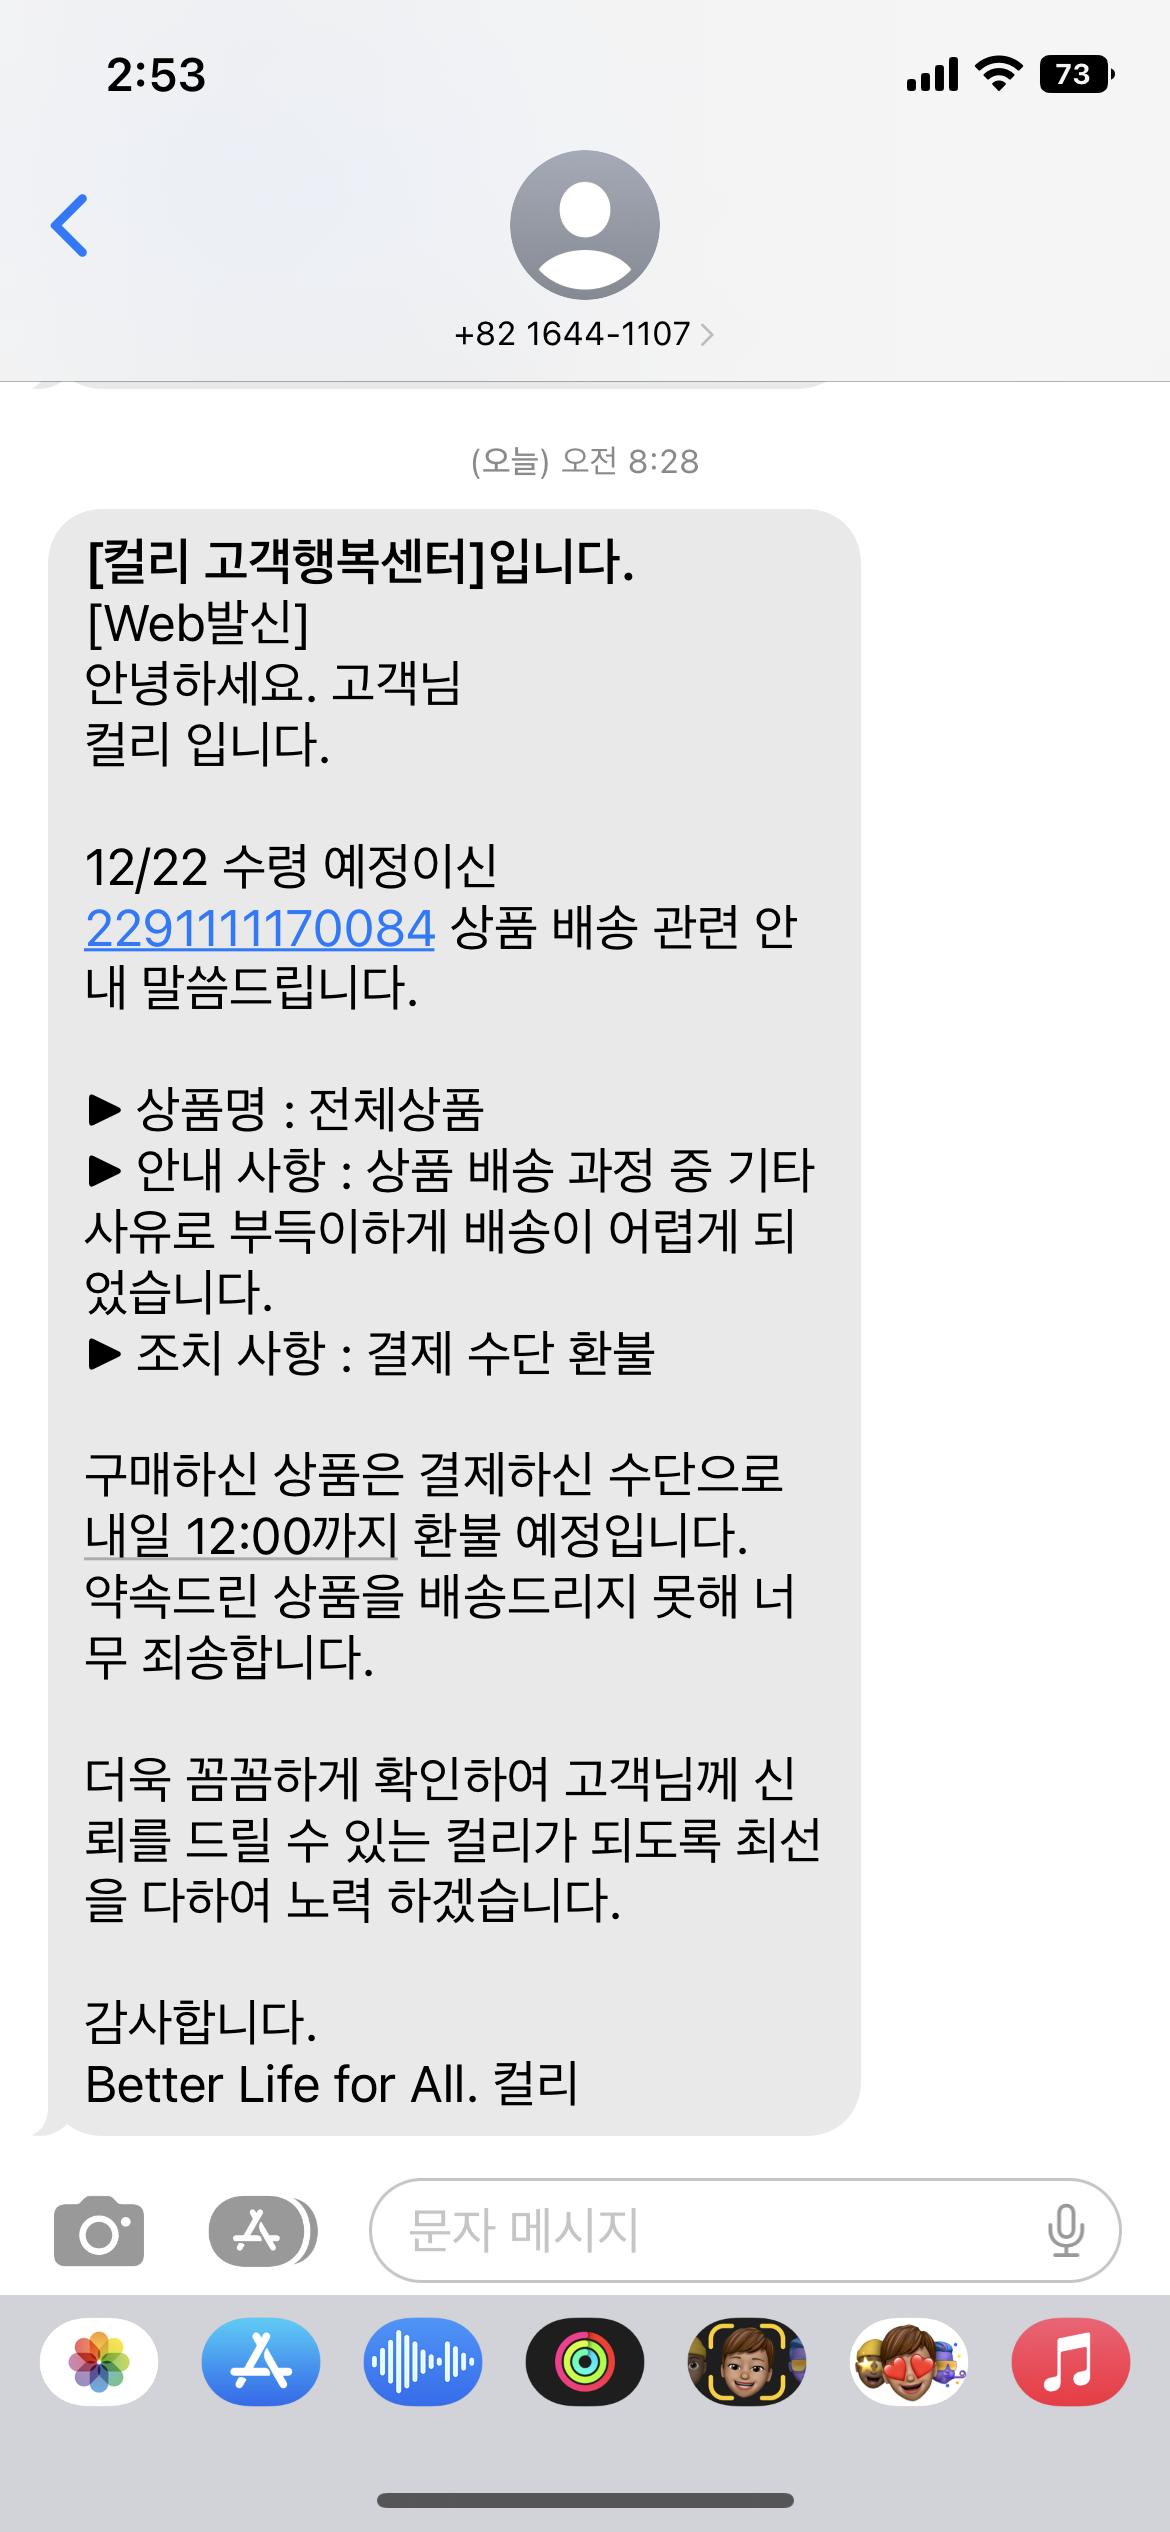 2:53
73
+82 1644-1107
(오늘) 오전 8:28
[컬리 고객행복센터]입니다.
[Web발신]
안녕하세요. 고객님
컬리 입니다.
12/22 수령 예정이신
2291111170084 상품 배송 관련 안
내 말씀드립니다.
▶ 상품명 : 전체상품
▶ 안내 사항 : 상품 배송 과정 중 기타
사유로 부득이하게 배송이 어렵게 되
었습니다.
▶ 조치 사항 : 결제 수단 환불
구매하신 상품은 결제하신 수단으로
내일 12:00까지 환불 예정입니다.
약속드린 상품을 배송드리지 못해 너
무 죄송합니다.
더욱 꼼꼼하게 확인하여 고객님께 신
뢰를 드릴 수 있는 컬리가 되도록 최선
을 다하여 노력 하겠습니다.
감사합니다.
Better Life for All. 컬리
문자 메시지